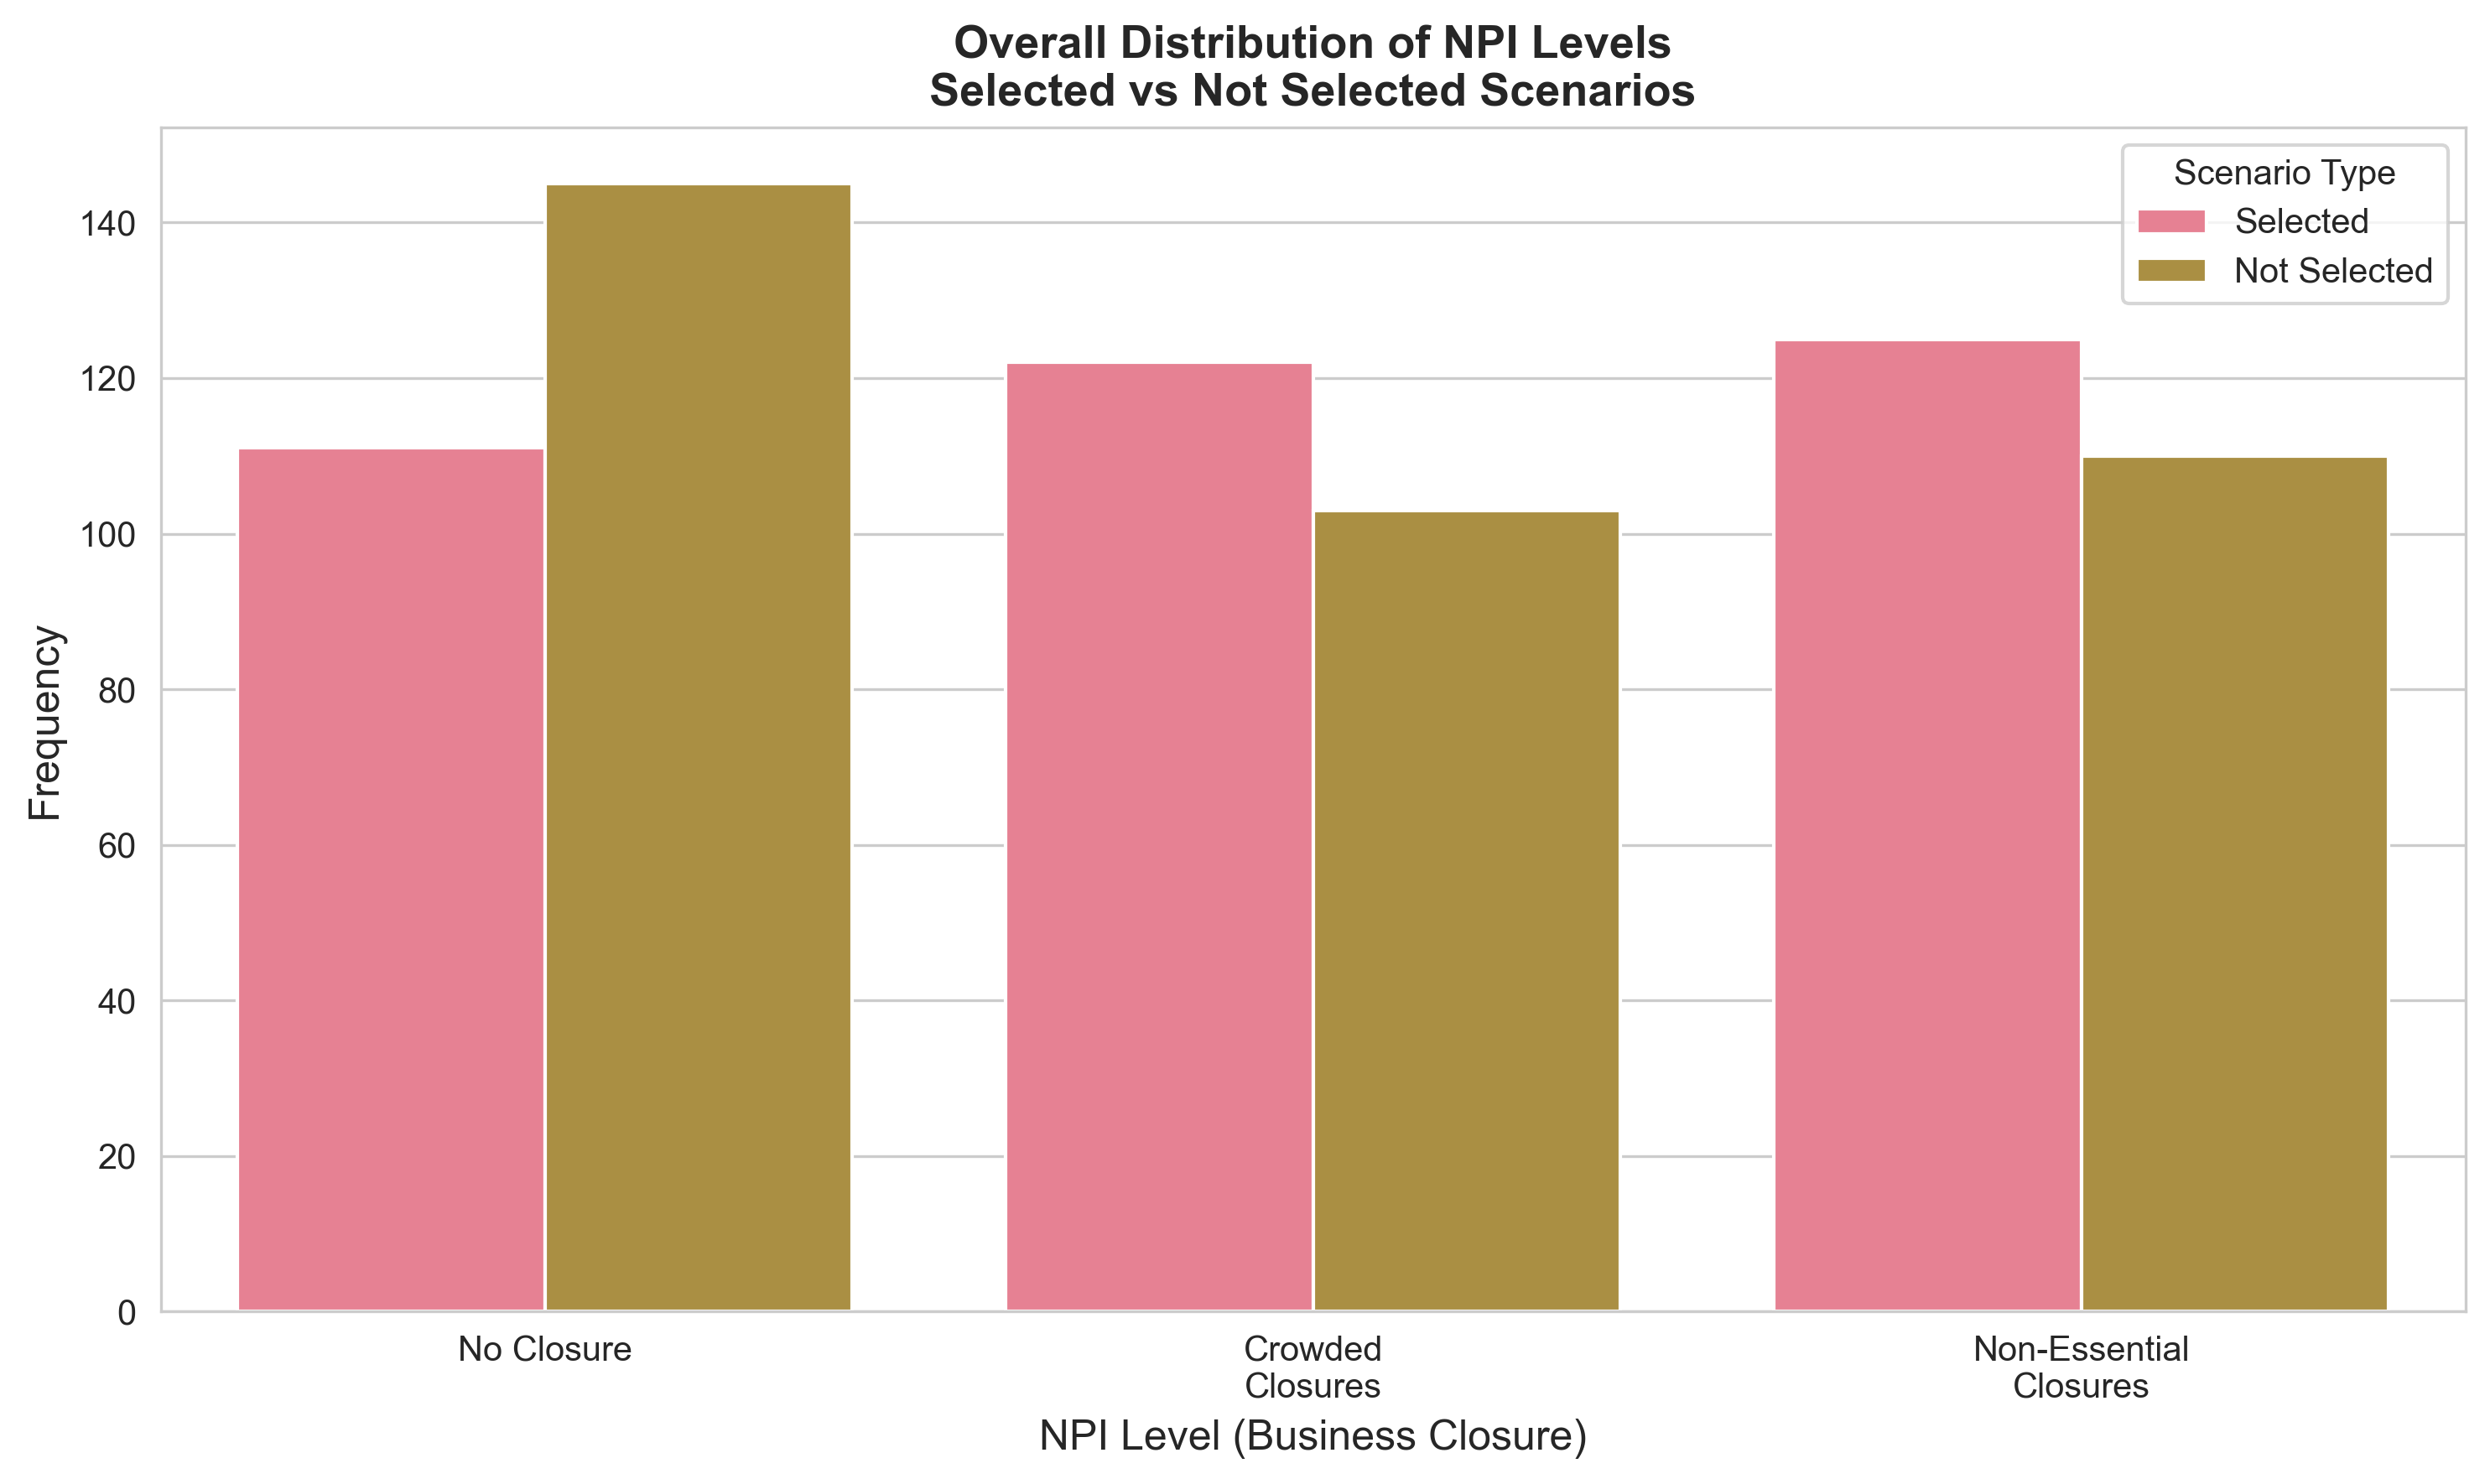 Overall Distribution of NPI Levels
Selected vs Not Selected Scenarios
Scenario Type
Selected
Not Selected
Frequency
140
120
100
80
60
40
20
0
No Closure
Crowded
Closures
Non-Essential
Closures
NPI Level (Business Closure)